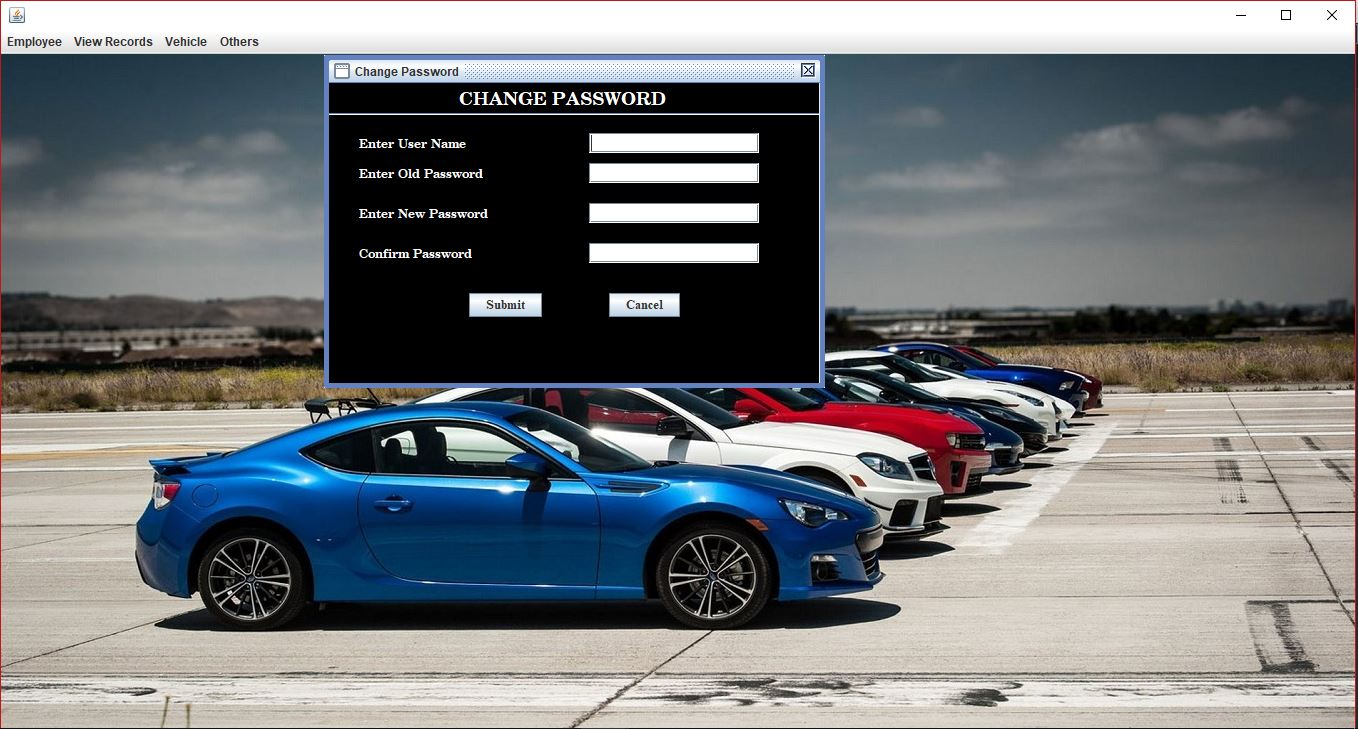 Employee View Records Vehicle Others
Change Password
CHANGE PASSWORD
Enter User Name
Enter Old Password
Enter New Password
Confirm Password
Submit Cancel